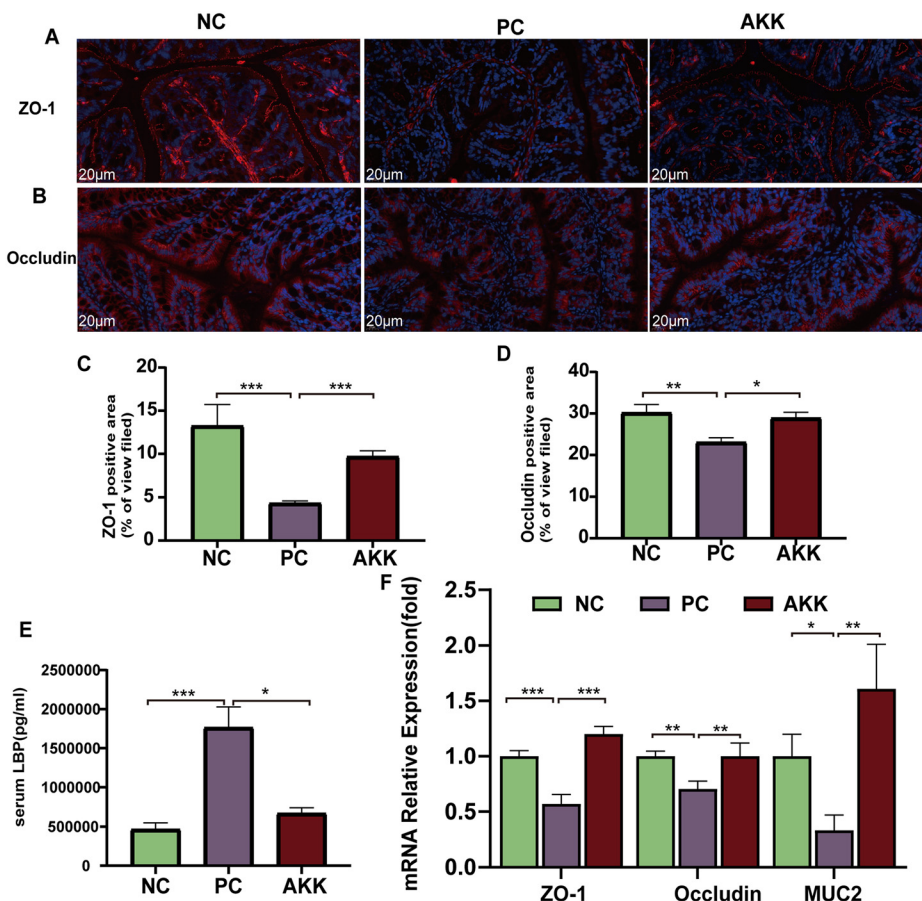 NC PC AKK
A
ZO-1
20μm 20μm 20μm
B
Occludin
20μm 20μm 20μm
C
ZO-1 positive area
(% of view filed)
20
15
10
5
0
*** ***
NC PC AKK
D
Occludin positive area
(% of view filed)
40
30
20
10
0
** *
NC PC AKK
E
serum LBP(pg/ml)
2500000
2000000
1500000
1000000
500000
0
*** *
NC PC AKK
F
mRNA Relative Expression(fold)
2.5
2.0
1.5
1.0
0.5
0.0
NC PC AKK
*** *** ** ** * **
ZO-1 Occludin MUC2